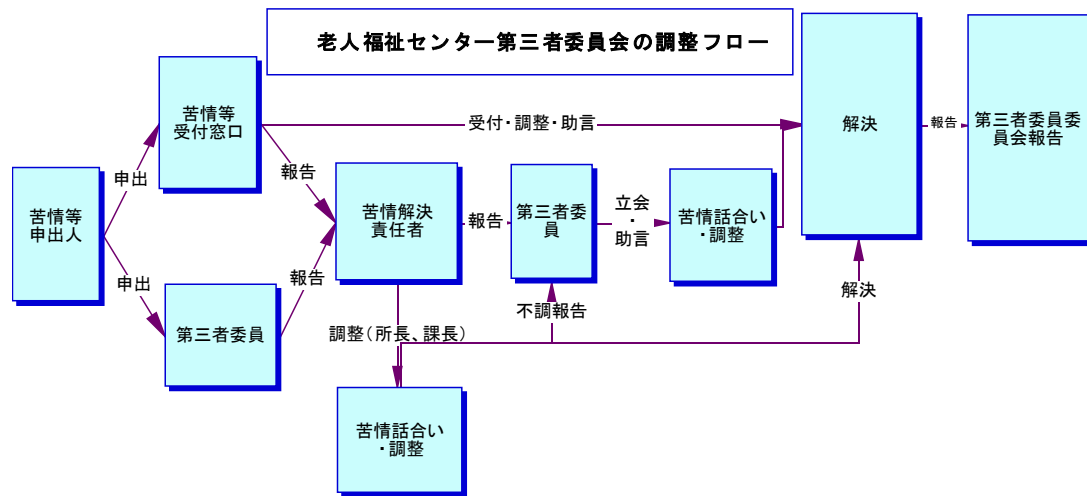 老人福祉センター第三者委員会の調整フロー
苦情等
申出人
申出
申出
苦情等
受付窓口
第三者委員
報告
報告
受付・調整・助言
苦情解決
責任者
報告
調整（所長、課長）
苦情話合い
・調整
第三者委
員
不調報告
立会
・
助言
苦情話合い
・調整
解決
解決
報告
第三者委員委
員会報告